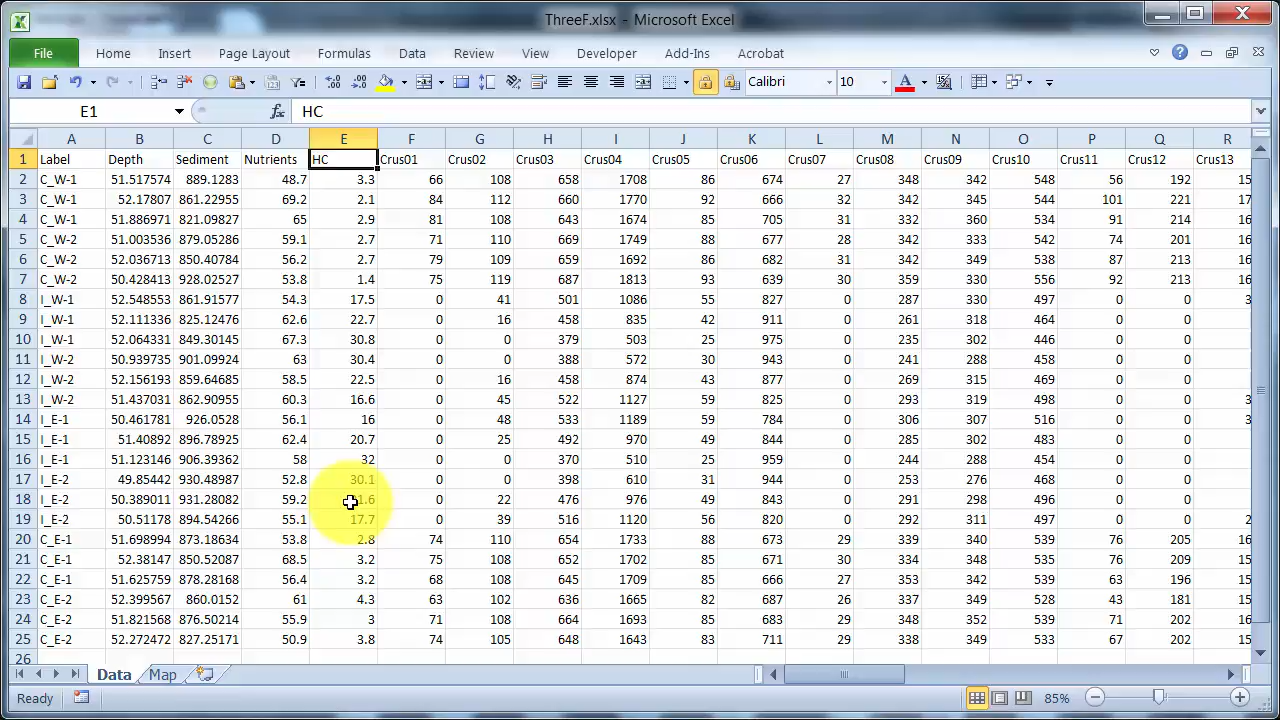 ThreeF.xlsx - Microsoft Excel
File Home Insert Page Layout Formulas Data Review View Developer Add-Ins Acrobat
Calibri 10
E1 fx HC
A B C D E F G H I J K L M N O P Q R
1 Label Depth Sediment Nutrients HC Crus01 Crus02 Crus03 Crus04 Crus05 Crus06 Crus07 Crus08 Crus09 Crus10 Crus11 Crus12 Crus13
2 C_W-1 51.517574 889.1283 48.7 3.3 66 108 658 1708 86 674 27 348 342 548 56 192 15
3 C_W-1 52.17807 861.22955 69.2 2.1 84 112 660 1770 92 666 32 342 345 544 101 221 17
4 C_W-1 51.886971 821.09827 65 2.9 81 108 643 1674 85 705 31 332 360 534 91 214 16
5 C_W-2 51.003536 879.05286 59.1 2.7 71 110 669 1749 88 677 28 342 333 542 74 201 16
6 C_W-2 52.036713 850.40784 56.2 2.7 79 109 659 1692 86 682 31 342 349 538 87 213 16
7 C_W-2 50.428413 928.02527 53.8 1.4 75 119 687 1813 93 639 30 359 330 556 92 213 16
8 I_W-1 52.548553 861.91577 54.3 17.5 0 41 501 1086 55 827 0 287 330 497 0 0 3
9 I_W-1 52.111336 825.12476 62.6 22.7 0 16 458 835 42 911 0 261 318 464 0 0
10 I_W-1 52.064331 849.30145 67.3 30.8 0 0 379 503 25 975 0 235 302 446 0 0
11 I_W-2 50.939735 901.09924 63 30.4 0 0 388 572 30 943 0 241 288 458 0 0
12 I_W-2 52.156193 859.64685 58.5 22.5 0 16 458 874 43 877 0 269 315 469 0 0
13 I_W-2 51.437031 862.90955 60.3 16.6 0 45 522 1127 59 825 0 293 319 498 0 0 3
14 I_E-1 50.461781 926.0528 56.1 16 0 48 533 1189 59 784 0 306 307 516 0 0 3
15 I_E-1 51.40892 896.78925 62.4 20.7 0 25 492 970 49 844 0 285 302 483 0 0
16 I_E-1 51.123146 906.39362 58 32 0 0 370 510 25 959 0 244 288 454 0 0
17 I_E-2 49.85442 930.48987 52.8 30.1 0 0 398 610 31 944 0 253 276 468 0 0
18 I_E-2 50.389011 931.28082 59.2 0 22 476 976 49 843 0 291 298 496 0 0
19 I_E-2 50.51178 894.54266 55.1 17.7 0 39 516 1120 56 820 0 292 311 497 0 0 2
20 C_E-1 51.698994 873.18634 53.8 2.8 74 110 654 1733 88 673 29 339 340 539 76 205 16
21 C_E-1 52.38147 850.52087 68.5 3.2 75 108 652 1702 85 671 30 334 348 535 76 209 15
22 C_E-1 51.625759 878.28168 56.4 3.2 68 108 645 1709 85 666 27 353 342 539 63 196 15
23 C_E-2 52.399567 860.0152 61 4.3 63 102 636 1665 82 687 26 337 349 528 43 181 15
24 C_E-2 51.821568 876.50214 55.9 3 71 108 664 1693 85 644 29 348 352 539 71 202 16
25 C_E-2 52.272472 827.25171 50.9 3.8 74 105 648 1643 83 711 29 338 349 533 67 202 15
26
Data Map
Ready 85%